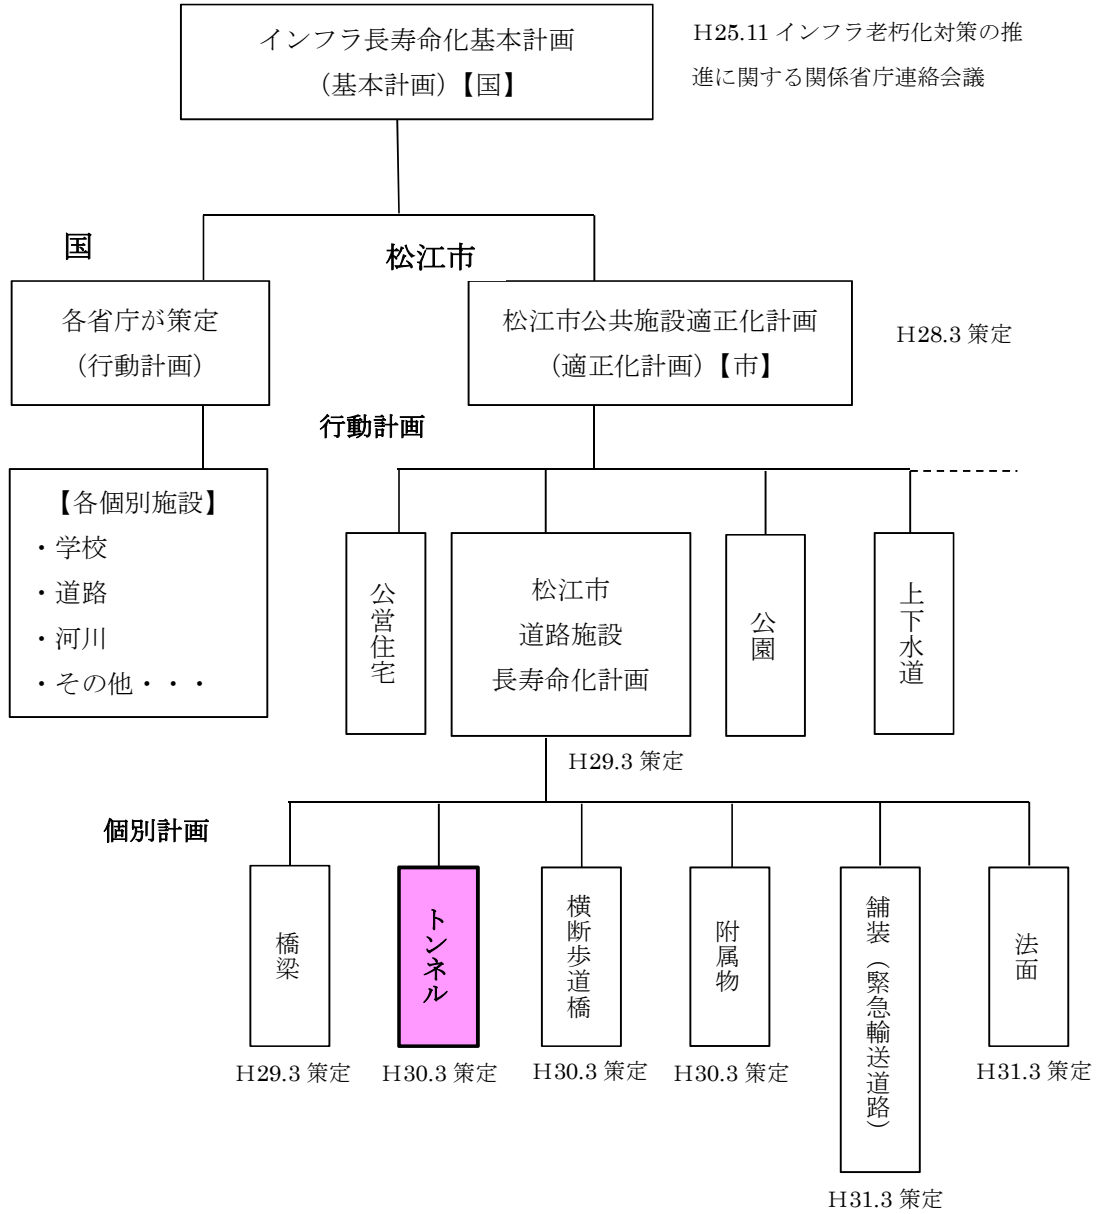 インフラ長寿命化基本計画
(基本計画)【国】
Ｈ25.11 インフラ老朽化対策の推
進に関する関係省庁連絡会議
国
松江市
各省庁が策定
(行動計画)
松江市公共施設適正化計画
(適正化計画)【市】
Ｈ28.3 策定
行動計画
【各個別施設】
・学校
・道路
・河川
・その他・・・
公営住宅
松江市
道路施設
長寿命化計画
公園
上下水道
Ｈ29.3 策定
個別計画
橋梁
トンネル
横断歩道橋
附属物
舗装（緊急輸送道路）
法面
Ｈ29.3 策定
Ｈ30.3 策定
Ｈ30.3 策定
Ｈ30.3 策定
Ｈ31.3 策定
Ｈ31.3 策定